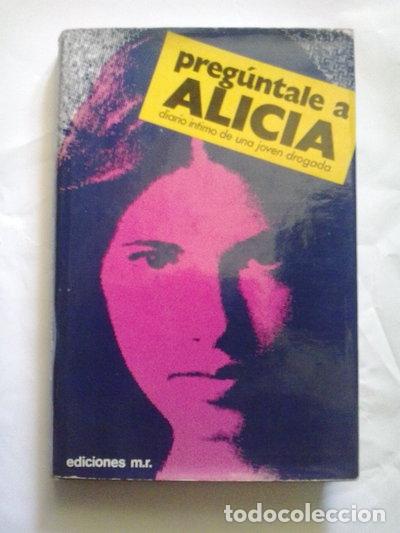 pregúntale a
ALICIA
diario íntimo de una joven drogada
ediciones m.r.
todocoleccion